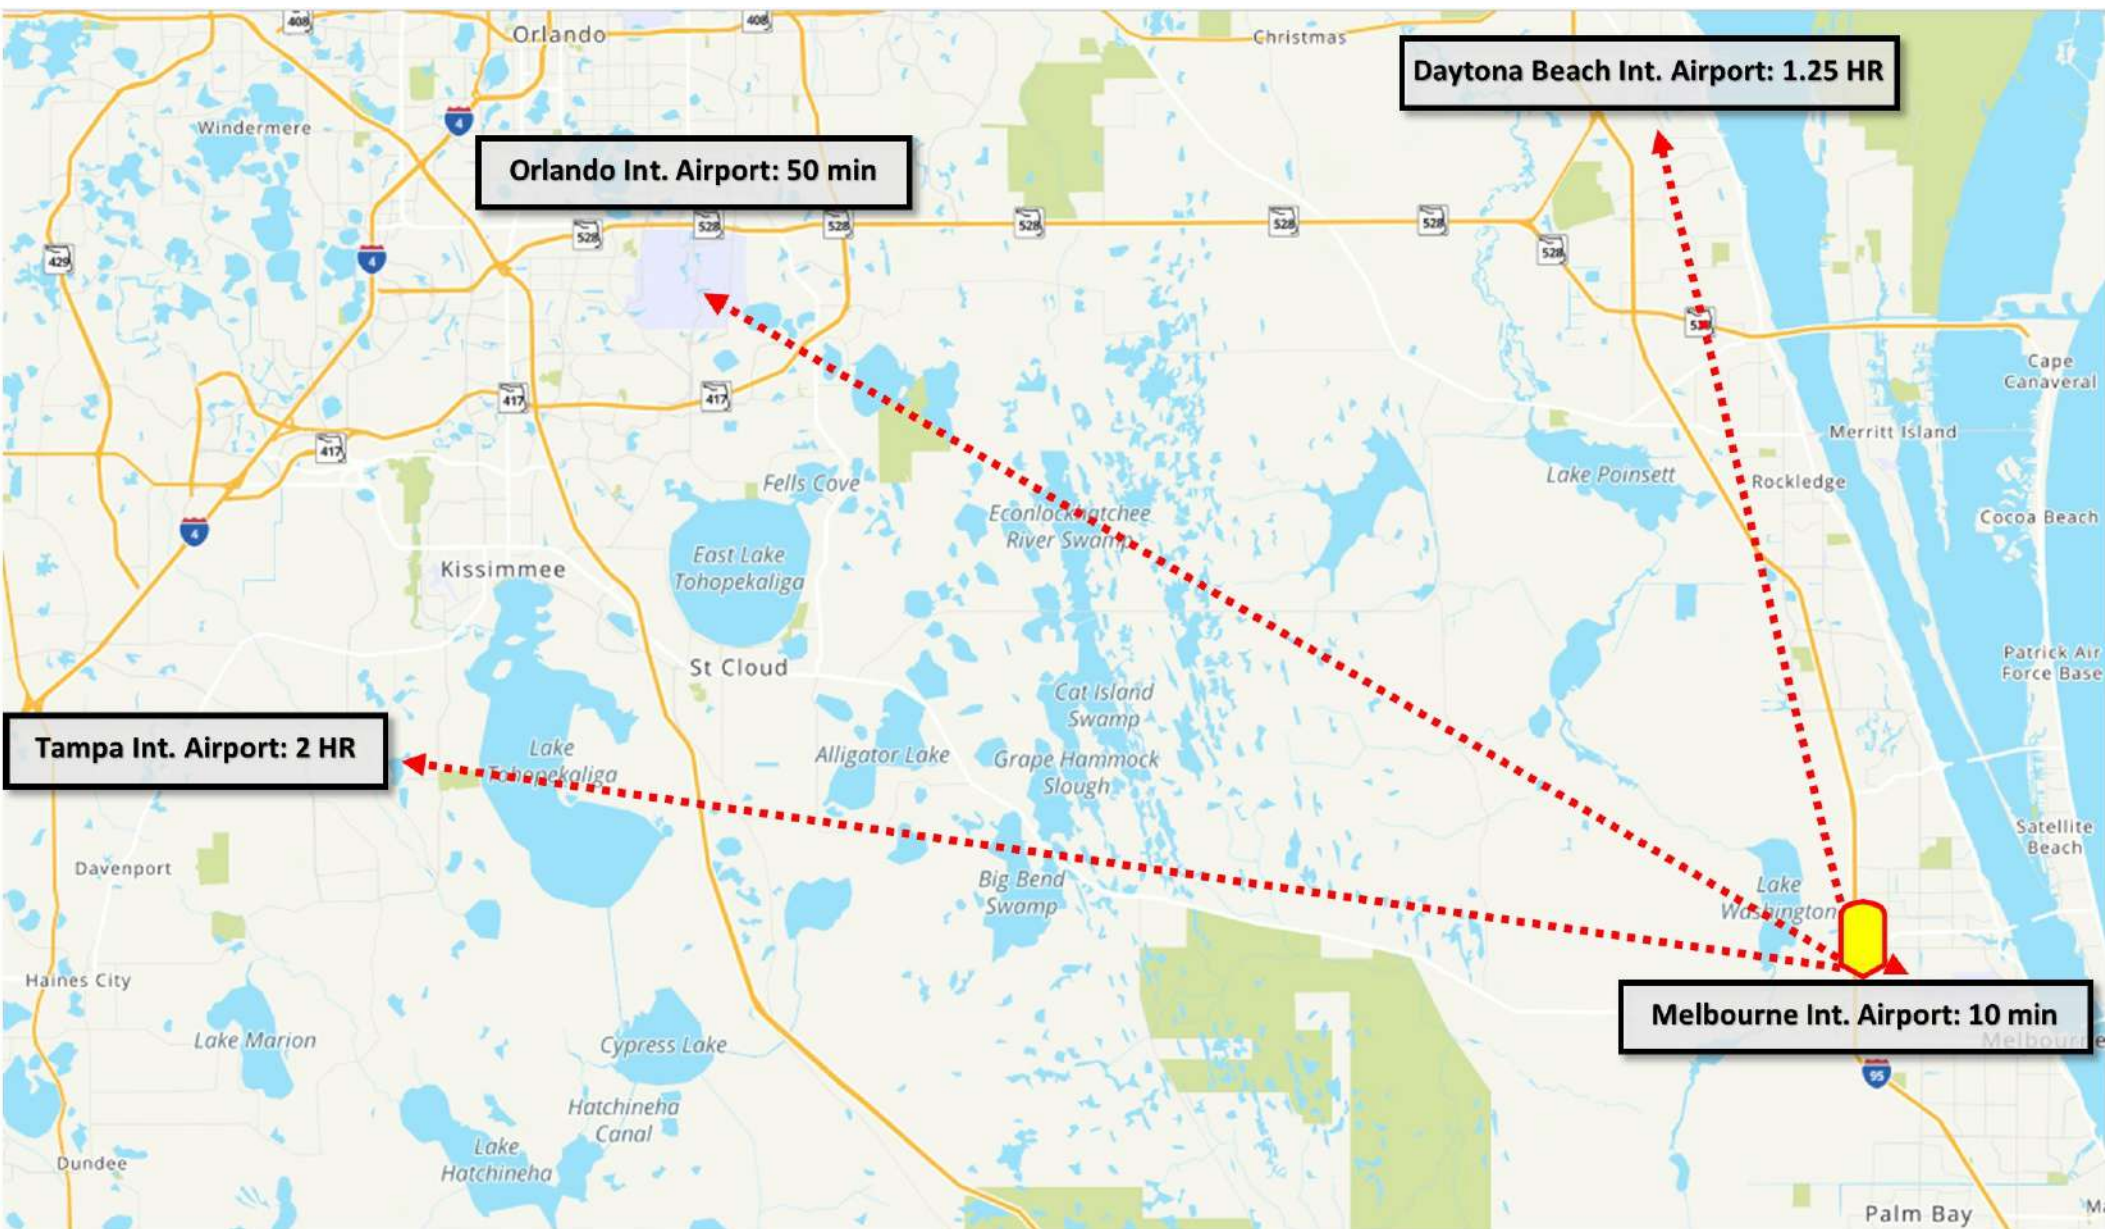 408
408
Orlando
Christmas
Daytona Beach Int. Airport: 1.25 HR
4
Windermere
Orlando Int. Airport: 50 min
528
528
528
528
528
528
528
429
4
Cape
Canaveral
417
417
417
Merritt Island
Lake Poinsett
Rockledge
Fells Cove
Econlockhatchee
River Swamp
Cocoa Beach
4
East Lake
Tohopekaliga
Kissimmee
St Cloud
Patrick Air
Force Base
Cat Island
Swamp
Tampa Int. Airport: 2 HR
Lake
Tohopekaliga
Alligator Lake
Grape Hammock
Slough
Satellite
Beach
Davenport
Big Bend
Swamp
Lake
Washington
Haines City
Melbourne Int. Airport: 10 min
Lake Marion
Cypress Lake
Melbourne
95
Hatchineha
Canal
Lake
Hatchineha
Dundee
Palm Bay